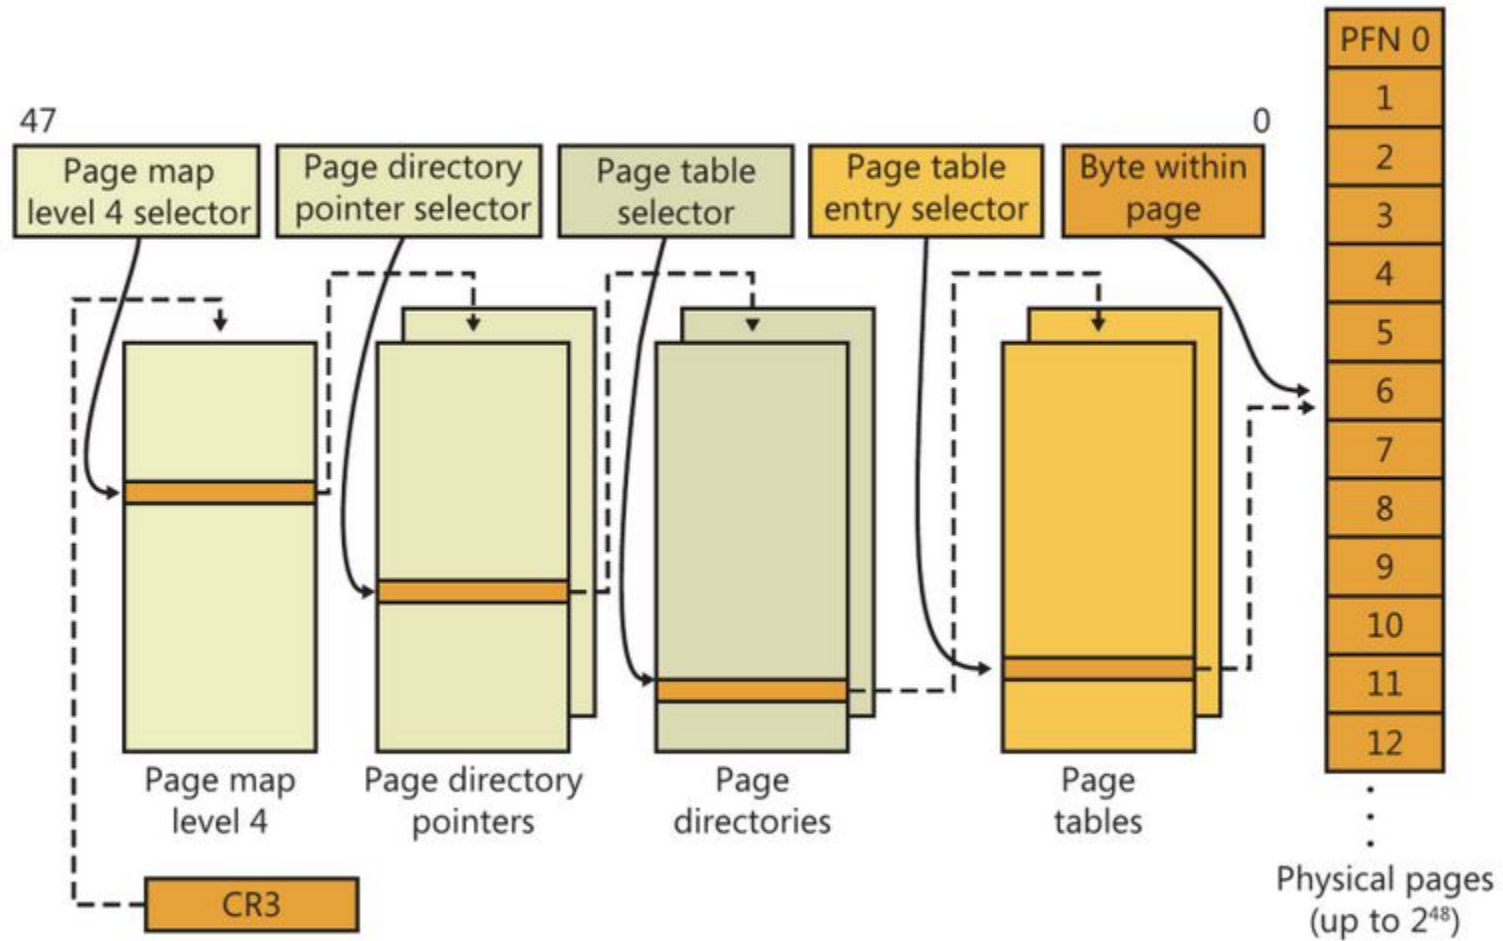 PFN 0
1
2
3
4
5
6
7
8
9
10
11
12
47
0
Page map
level 4 selector
Page directory
pointer selector
Page table
selector
Page table
entry selector
Byte within
page
Page map
level 4
Page directory
pointers
Page
directories
Page
tables
CR3
Physical pages
(up to 2⁴⁸)